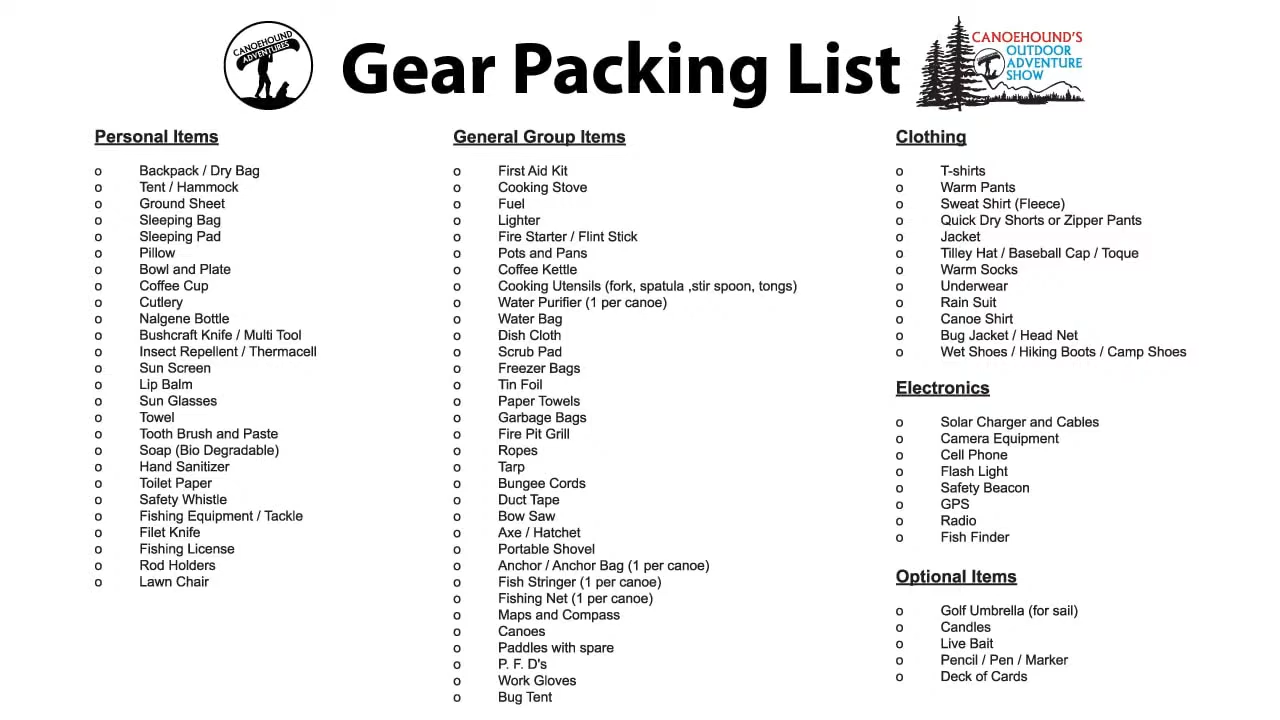 CANOEHOUND
ADVENTURES
Gear Packing List
CANOEHOUND'S
OUTDOOR
ADVENTURE
SHOW
Personal Items
o Backpack / Dry Bag
o Tent / Hammock
o Ground Sheet
o Sleeping Bag
o Sleeping Pad
o Pillow
o Bowl and Plate
o Coffee Cup
o Cutlery
o Nalgene Bottle
o Bushcraft Knife / Multi Tool
o Insect Repellent / Thermacell
o Sun Screen
o Lip Balm
o Sun Glasses
o Towel
o Tooth Brush and Paste
o Soap (Bio Degradable)
o Hand Sanitizer
o Toilet Paper
o Safety Whistle
o Fishing Equipment / Tackle
o Filet Knife
o Fishing License
o Rod Holders
o Lawn Chair
General Group Items
o First Aid Kit
o Cooking Stove
o Fuel
o Lighter
o Fire Starter / Flint Stick
o Pots and Pans
o Coffee Kettle
o Cooking Utensils (fork, spatula ,stir spoon, tongs)
o Water Purifier (1 per canoe)
o Water Bag
o Dish Cloth
o Scrub Pad
o Freezer Bags
o Tin Foil
o Paper Towels
o Garbage Bags
o Fire Pit Grill
o Ropes
o Tarp
o Bungee Cords
o Duct Tape
o Bow Saw
o Axe / Hatchet
o Portable Shovel
o Anchor / Anchor Bag (1 per canoe)
o Fish Stringer (1 per canoe)
o Fishing Net (1 per canoe)
o Maps and Compass
o Canoes
o Paddles with spare
o P. F. D's
o Work Gloves
o Bug Tent
Clothing
o T-shirts
o Warm Pants
o Sweat Shirt (Fleece)
o Quick Dry Shorts or Zipper Pants
o Jacket
o Tilley Hat / Baseball Cap / Toque
o Warm Socks
o Underwear
o Rain Suit
o Canoe Shirt
o Bug Jacket / Head Net
o Wet Shoes / Hiking Boots / Camp Shoes
Electronics
o Solar Charger and Cables
o Camera Equipment
o Cell Phone
o Flash Light
o Safety Beacon
o GPS
o Radio
o Fish Finder
Optional Items
o Golf Umbrella (for sail)
o Candles
o Live Bait
o Pencil / Pen / Marker
o Deck of Cards